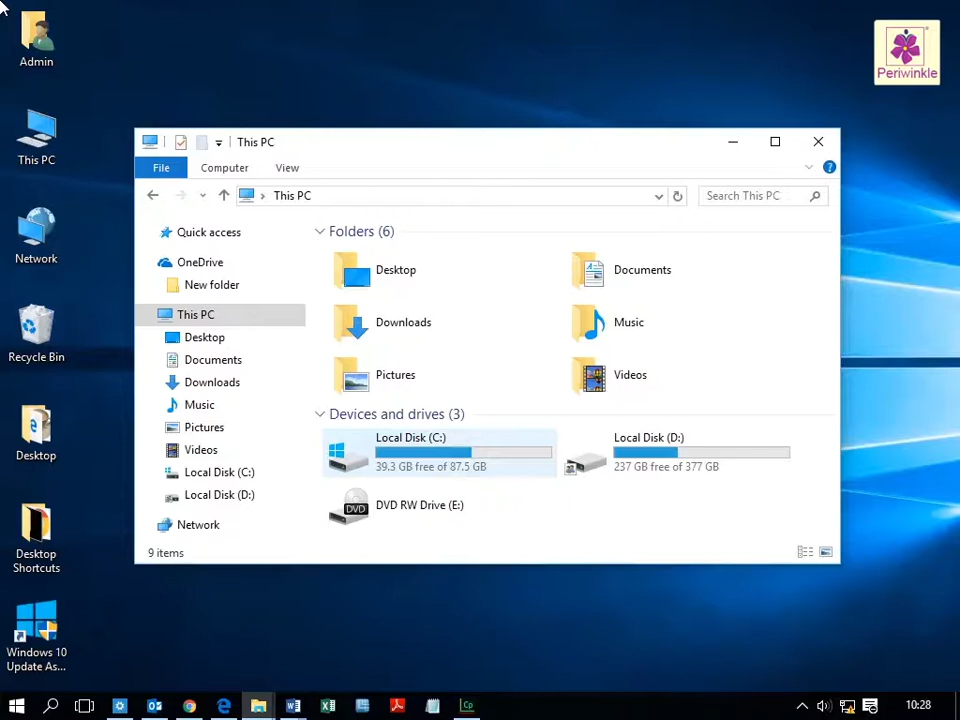 Admin
This PC
Network
Recycle Bin
Desktop
Desktop
Shortcuts
Windows 10
Update As...
Periwinkle
This PC
File Computer View
This PC
Search This PC
Quick access
OneDrive
New folder
This PC
Desktop
Documents
Downloads
Music
Pictures
Videos
Local Disk (C:)
Local Disk (D:)
Network
Folders (6)
Desktop
Documents
Downloads
Music
Pictures
Videos
Devices and drives (3)
Local Disk (C:)
39.3 GB free of 87.5 GB
Local Disk (D:)
237 GB free of 377 GB
DVD
DVD RW Drive (E:)
9 items
Cp
10:28